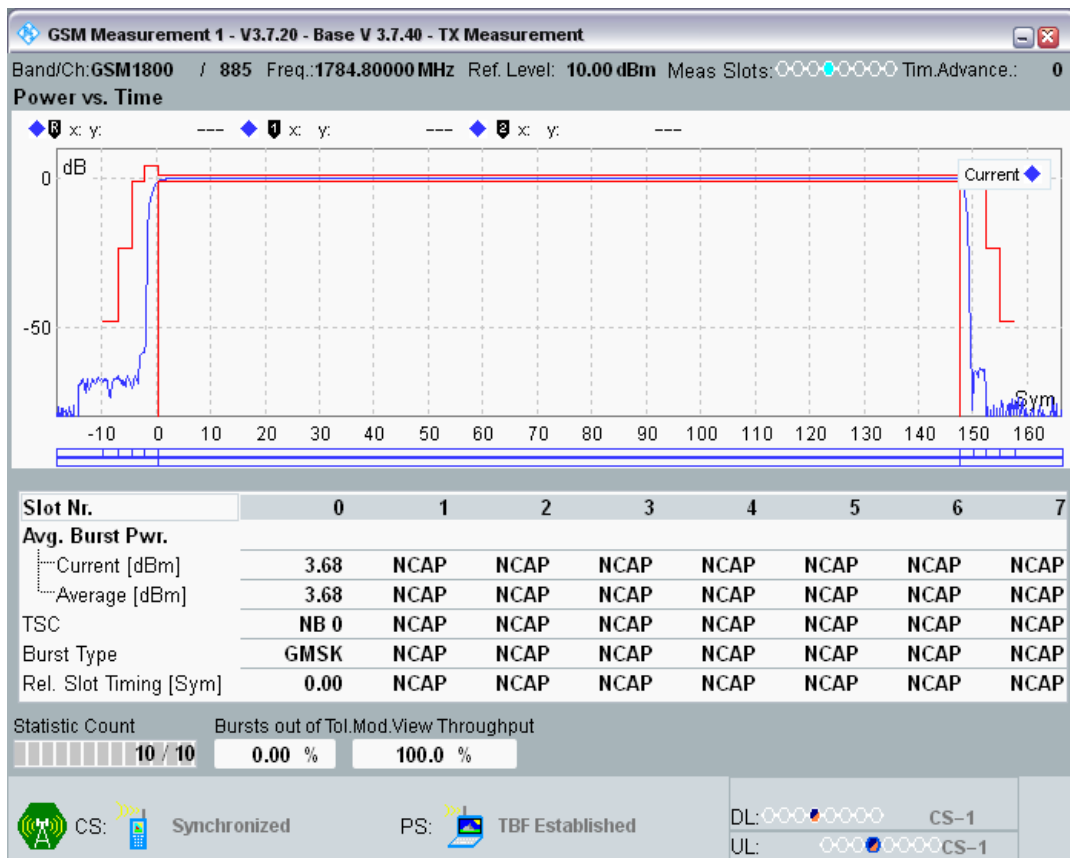 GSM Measurement 1 - V3.7.20 - Base V 3.7.40 - TX Measurement
Band/Ch:GSM1800 / 885 Freq.:1784.80000 MHz Ref. Level: 10.00 dBm Meas Slots: Tim.Advance.: 0
Power vs. Time
R x: y: --- 1 x: y: --- 2 x: y: ---
dB
0
Current
-50
Sym
-10 0 10 20 30 40 50 60 70 80 90 100 110 120 130 140 150 160
Slot Nr. 0 1 2 3 4 5 6 7
Avg. Burst Pwr.
Current [dBm] 3.68 NCAP NCAP NCAP NCAP NCAP NCAP NCAP
Average [dBm] 3.68 NCAP NCAP NCAP NCAP NCAP NCAP NCAP
TSC NB 0 NCAP NCAP NCAP NCAP NCAP NCAP NCAP
Burst Type GMSK NCAP NCAP NCAP NCAP NCAP NCAP NCAP
Rel. Slot Timing [Sym] 0.00 NCAP NCAP NCAP NCAP NCAP NCAP NCAP
Statistic Count Bursts out of Tol.Mod.View Throughput
10 / 10 0.00 % 100.0 %
CS: Synchronized PS: TBF Established
DL: CS-1
UL: CS-1